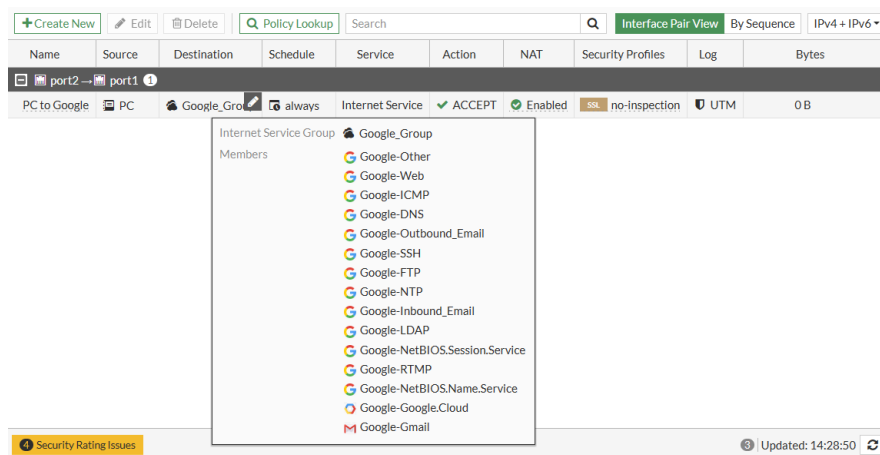 +Create New Edit Delete Policy Lookup Search Interface Pair View By Sequence IPv4 + IPv6
Name Source Destination Schedule Service Action NAT Security Profiles Log Bytes
port2 → port1 1
PC to Google PC Google_Grou always Internet Service ACCEPT Enabled SSL no-inspection UTM 0 B
Internet Service Group Google_Group
Members Google-Other
Google-Web
Google-ICMP
Google-DNS
Google-Outbound_Email
Google-SSH
Google-FTP
Google-NTP
Google-Inbound_Email
Google-LDAP
Google-NetBIOS.Session.Service
Google-RTMP
Google-NetBIOS.Name.Service
Google-Google.Cloud
Google-Gmail
4 Security Rating Issues 3 Updated: 14:28:50